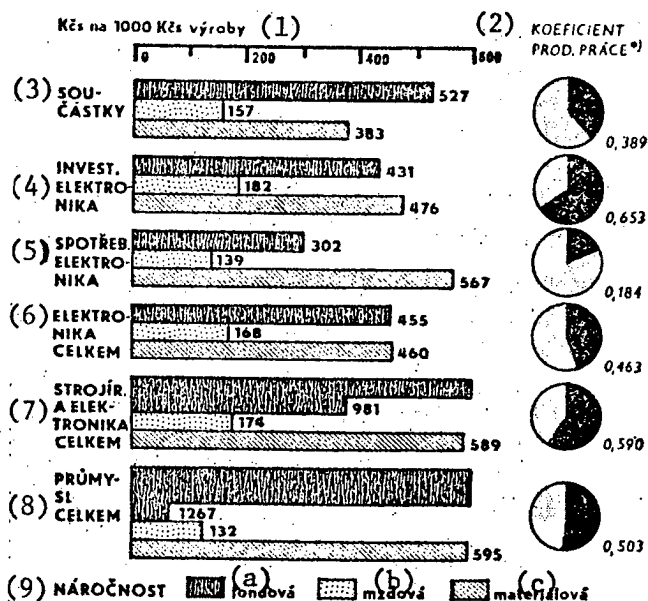 Kčs na 1000 Kčs výroby (1)
(2) KOEFICIENT
PROD. PRÁCE*)
0 200 400 600
(3) SOU-
ČÁSTKY
527
157
383
0,389
(4) INVEST.
ELEKTRO-
NIKA
431
182
476
0,653
(5) SPOTŘEB.
ELEKTRO-
NIKA
302
139
567
0,184
(6) ELEKTRO-
NIKA
CELKEM
455
168
460
0,463
(7) STROJÍR.
A ELEK-
TRONIKA
CELKEM
981
174
589
0,590
(8) PRŮMY-
SL
CELKEM
1267
132
595
0,503
(9) NÁROČNOST (a) fondová (b) mzdová (c) materiálová